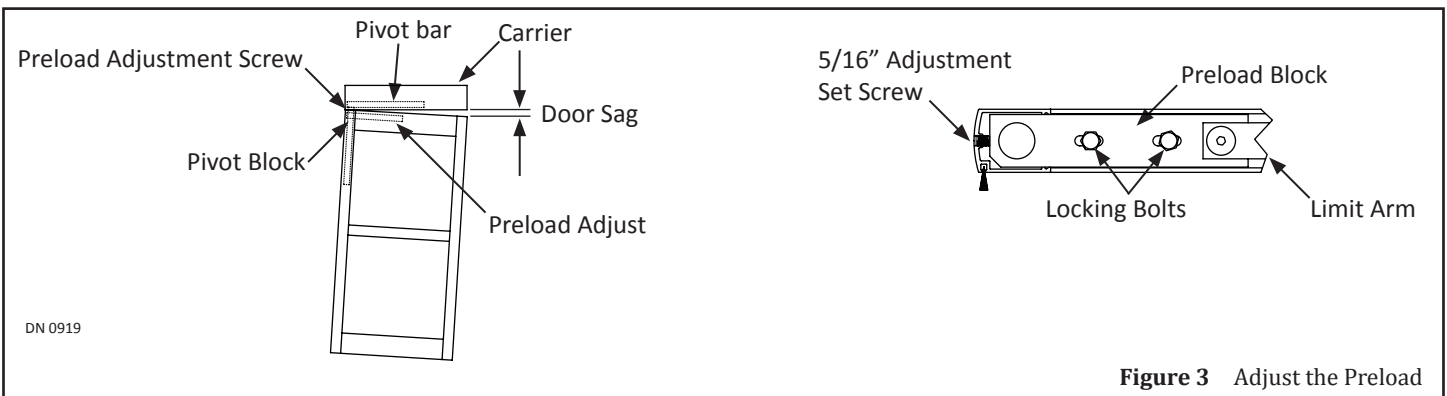 Pivot bar
Carrier
Preload Adjustment Screw
Door Sag
Pivot Block
Preload Adjust
DN 0919
5/16” Adjustment
Set Screw
Preload Block
Locking Bolts
Limit Arm
Figure 3 Adjust the Preload